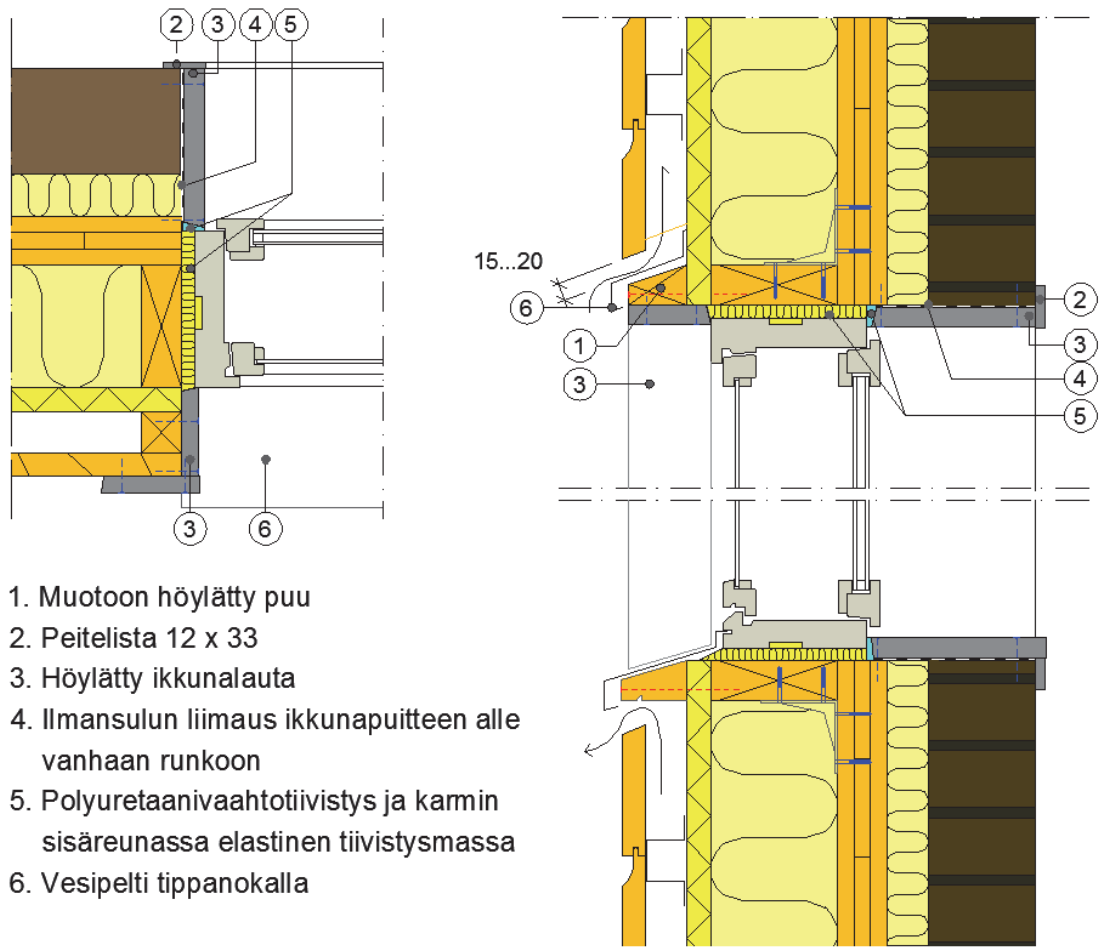 2 3 4 5
3 6
15...20
6
1
3
2
3
4
5
1. Muotoon höylätty puu
2. Peitelista 12 x 33
3. Höylätty ikkunalauta
4. Ilmansulun liimaus ikkunapuitteen alle
vanhaan runkoon
5. Polyuretaanivaahtotiivistys ja karmin
sisäreunassa elastinen tiivistysmassa
6. Vesipelti tippanokalla